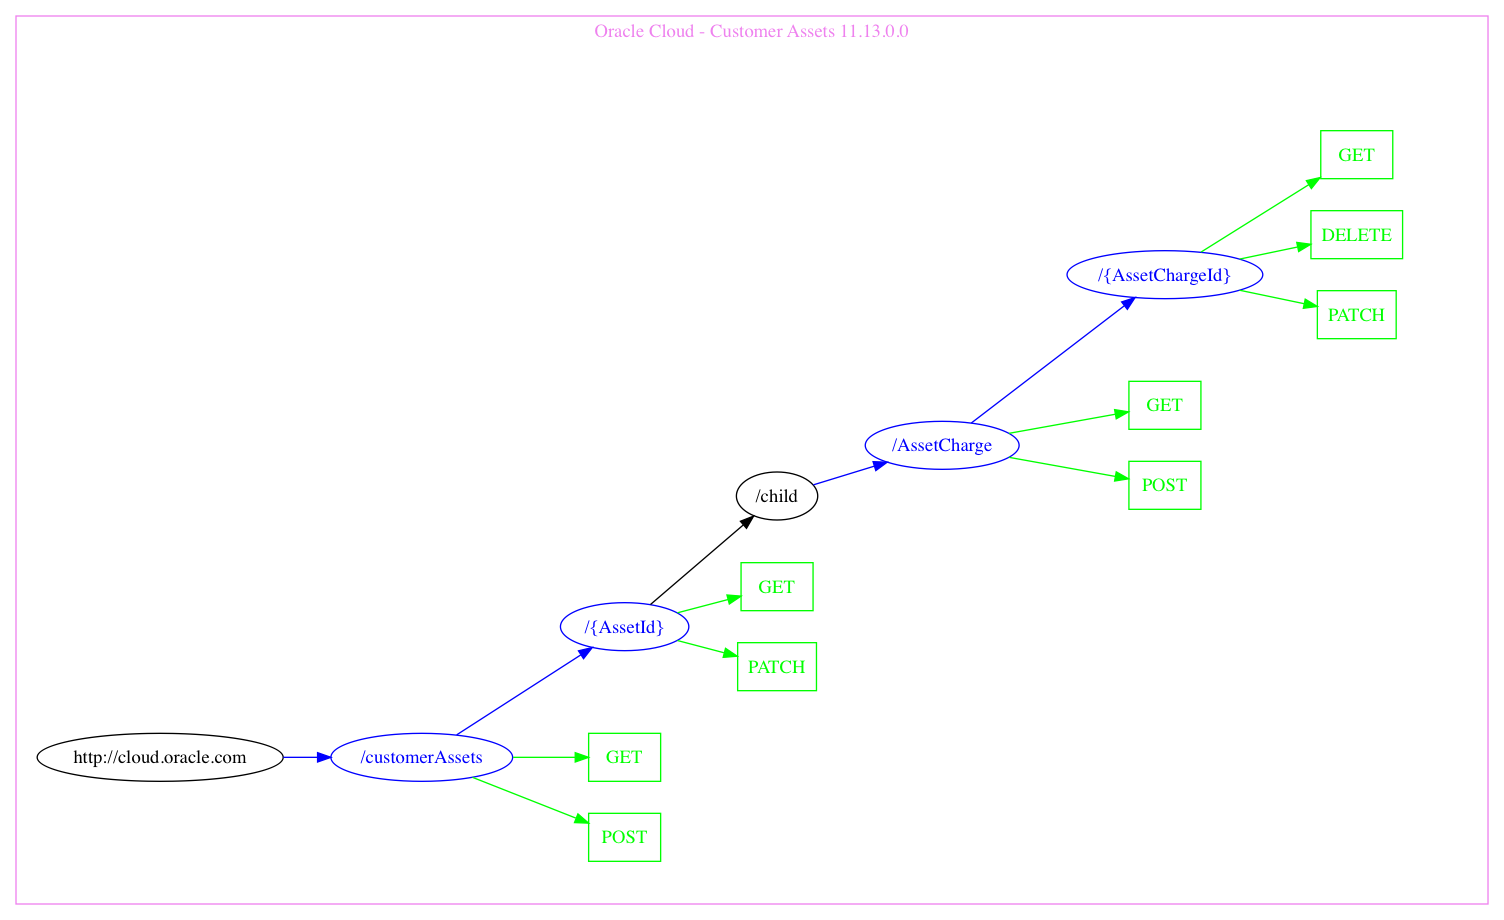 Oracle Cloud - Customer Assets 11.13.0.0
GET
DELETE
/{AssetChargeId}
PATCH
GET
/AssetCharge
POST
/child
GET
/{AssetId}
PATCH
http://cloud.oracle.com
/customerAssets
GET
POST